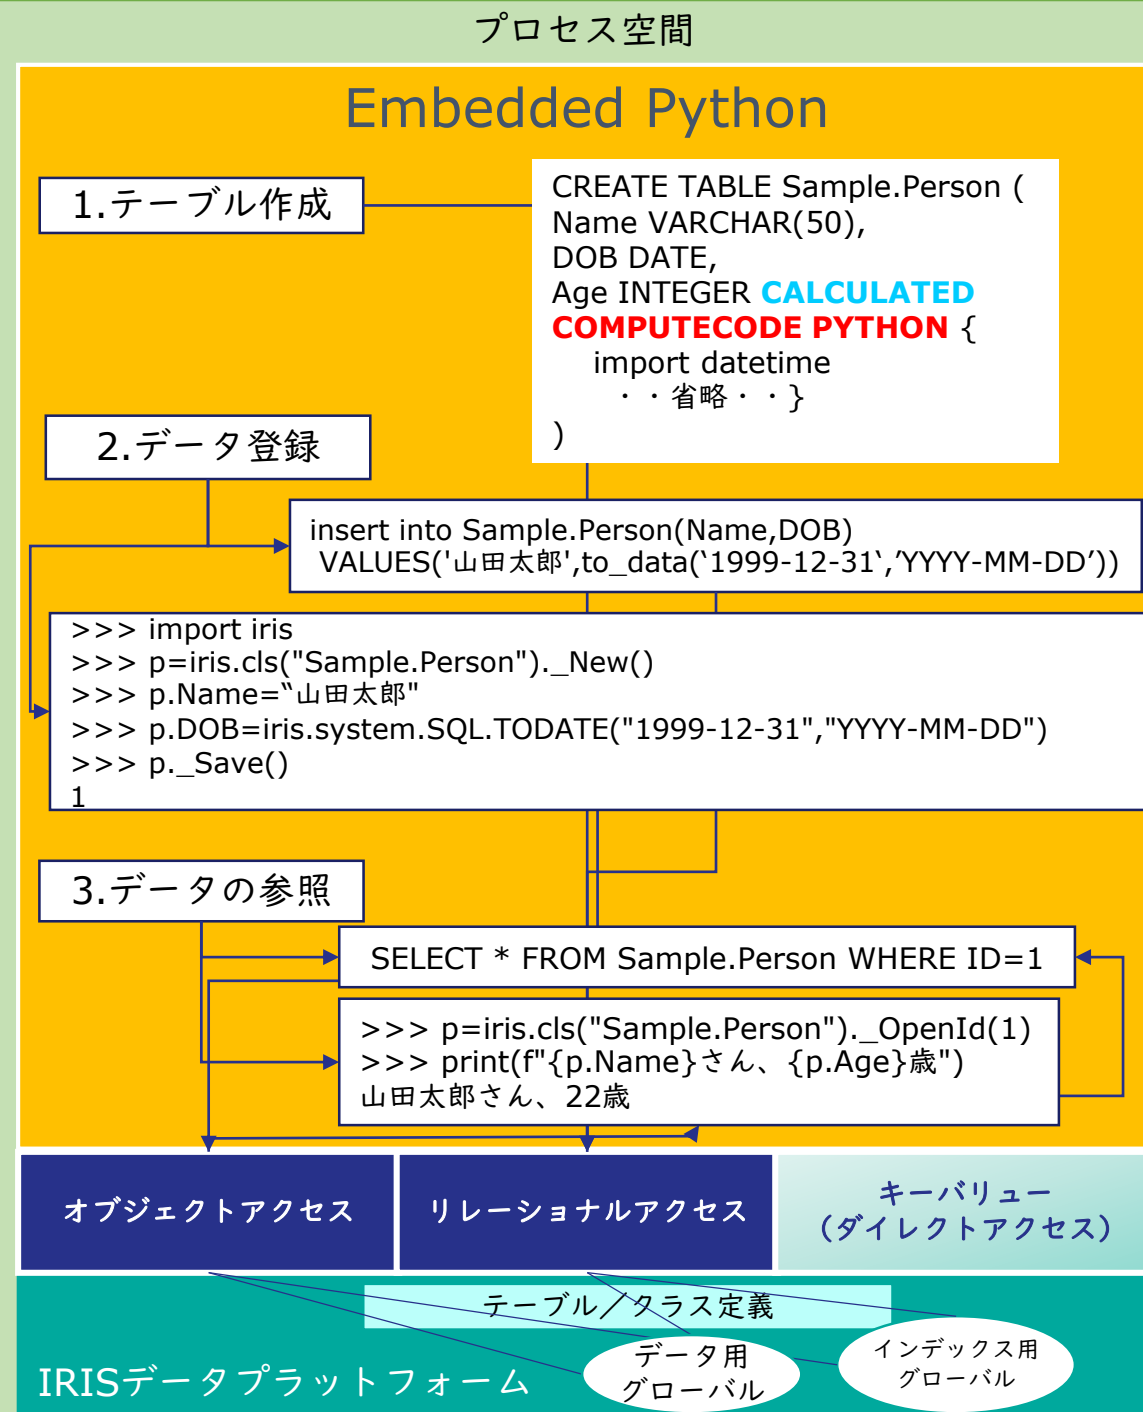 プロセス空間
Embedded Python
1.テーブル作成
CREATE TABLE Sample.Person (
Name VARCHAR(50),
DOB DATE,
Age INTEGER CALCULATED
COMPUTECODE PYTHON {
import datetime
・・省略・・}
)
2.データ登録
insert into Sample.Person(Name,DOB)
VALUES('山田太郎',to_data(‘1999-12-31‘,’YYYY-MM-DD’))
>>> import iris
>>> p=iris.cls("Sample.Person")._New()
>>> p.Name=“山田太郎"
>>> p.DOB=iris.system.SQL.TODATE("1999-12-31","YYYY-MM-DD")
>>> p._Save()
1
3.データの参照
SELECT * FROM Sample.Person WHERE ID=1
>>> p=iris.cls("Sample.Person")._OpenId(1)
>>> print(f"{p.Name}さん、{p.Age}歳")
山田太郎さん、22歳
オブジェクトアクセス
リレーショナルアクセス
キーバリュー
(ダイレクトアクセス)
テーブル／クラス定義
IRISデータプラットフォーム
データ用
グローバル
インデックス用
グローバル